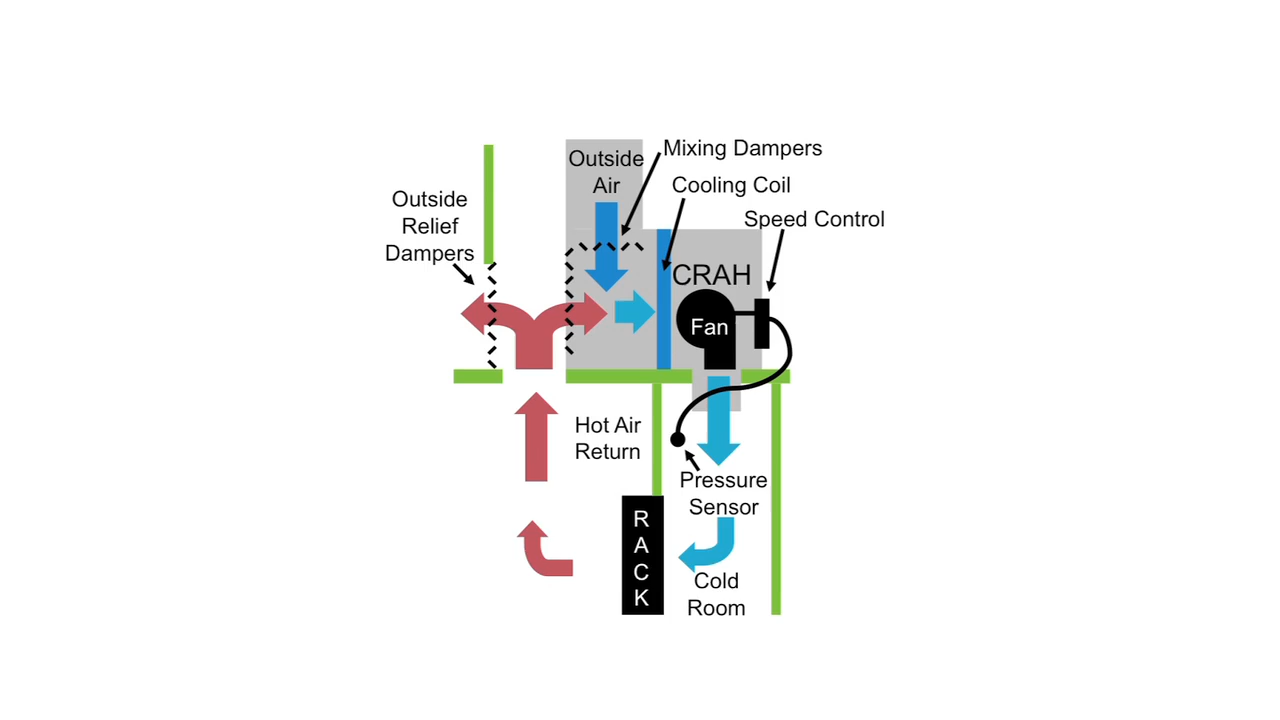 Outside
Air
Mixing Dampers
Cooling Coil
Speed Control
Outside
Relief
Dampers
CRAH
Fan
Hot Air
Return
Pressure
Sensor
R
A
C
K
Cold
Room